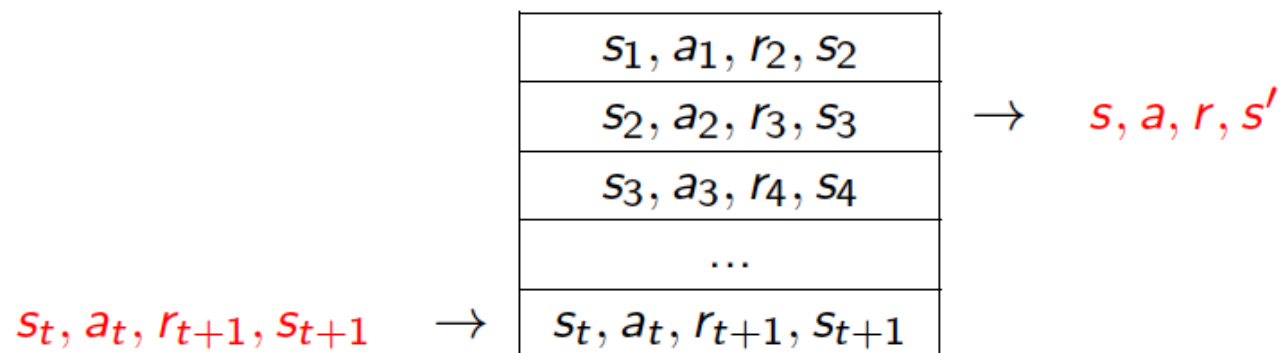 s₁, a₁, r₂, s₂
s₂, a₂, r₃, s₃ → s, a, r, s′
s₃, a₃, r₄, s₄
...
sₜ, aₜ, rₜ₊₁, sₜ₊₁ → sₜ, aₜ, rₜ₊₁, sₜ₊₁